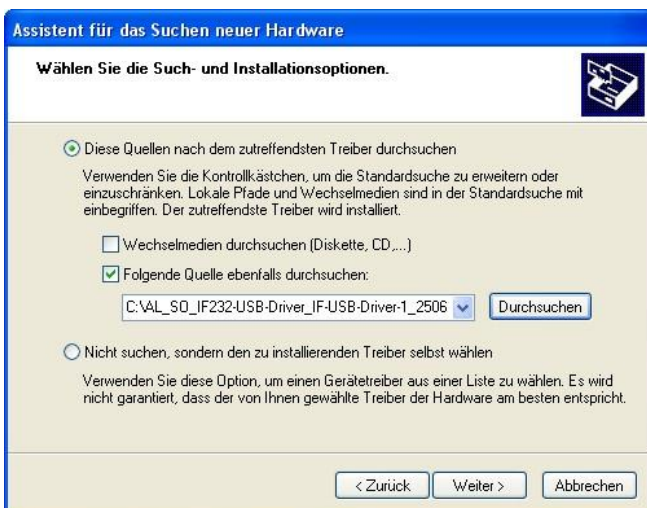 Assistent für das Suchen neuer Hardware
Wählen Sie die Such- und Installationsoptionen.
Diese Quellen nach dem zutreffendsten Treiber durchsuchen
Verwenden Sie die Kontrollkästchen, um die Standardsuche zu erweitern oder
einzuschränken. Lokale Pfade und Wechselmedien sind in der Standardsuche mit
einbegriffen. Der zutreffendste Treiber wird installiert.
Wechselmedien durchsuchen (Diskette, CD,...)
Folgende Quelle ebenfalls durchsuchen:
C:\AL_SO_IF232-USB-Driver_IF-USB-Driver-1_2506 Durchsuchen
Nicht suchen, sondern den zu installierenden Treiber selbst wählen
Verwenden Sie diese Option, um einen Gerätetreiber aus einer Liste zu wählen. Es wird
nicht garantiert, dass der von Ihnen gewählte Treiber der Hardware am besten entspricht.
< Zurück Weiter > Abbrechen